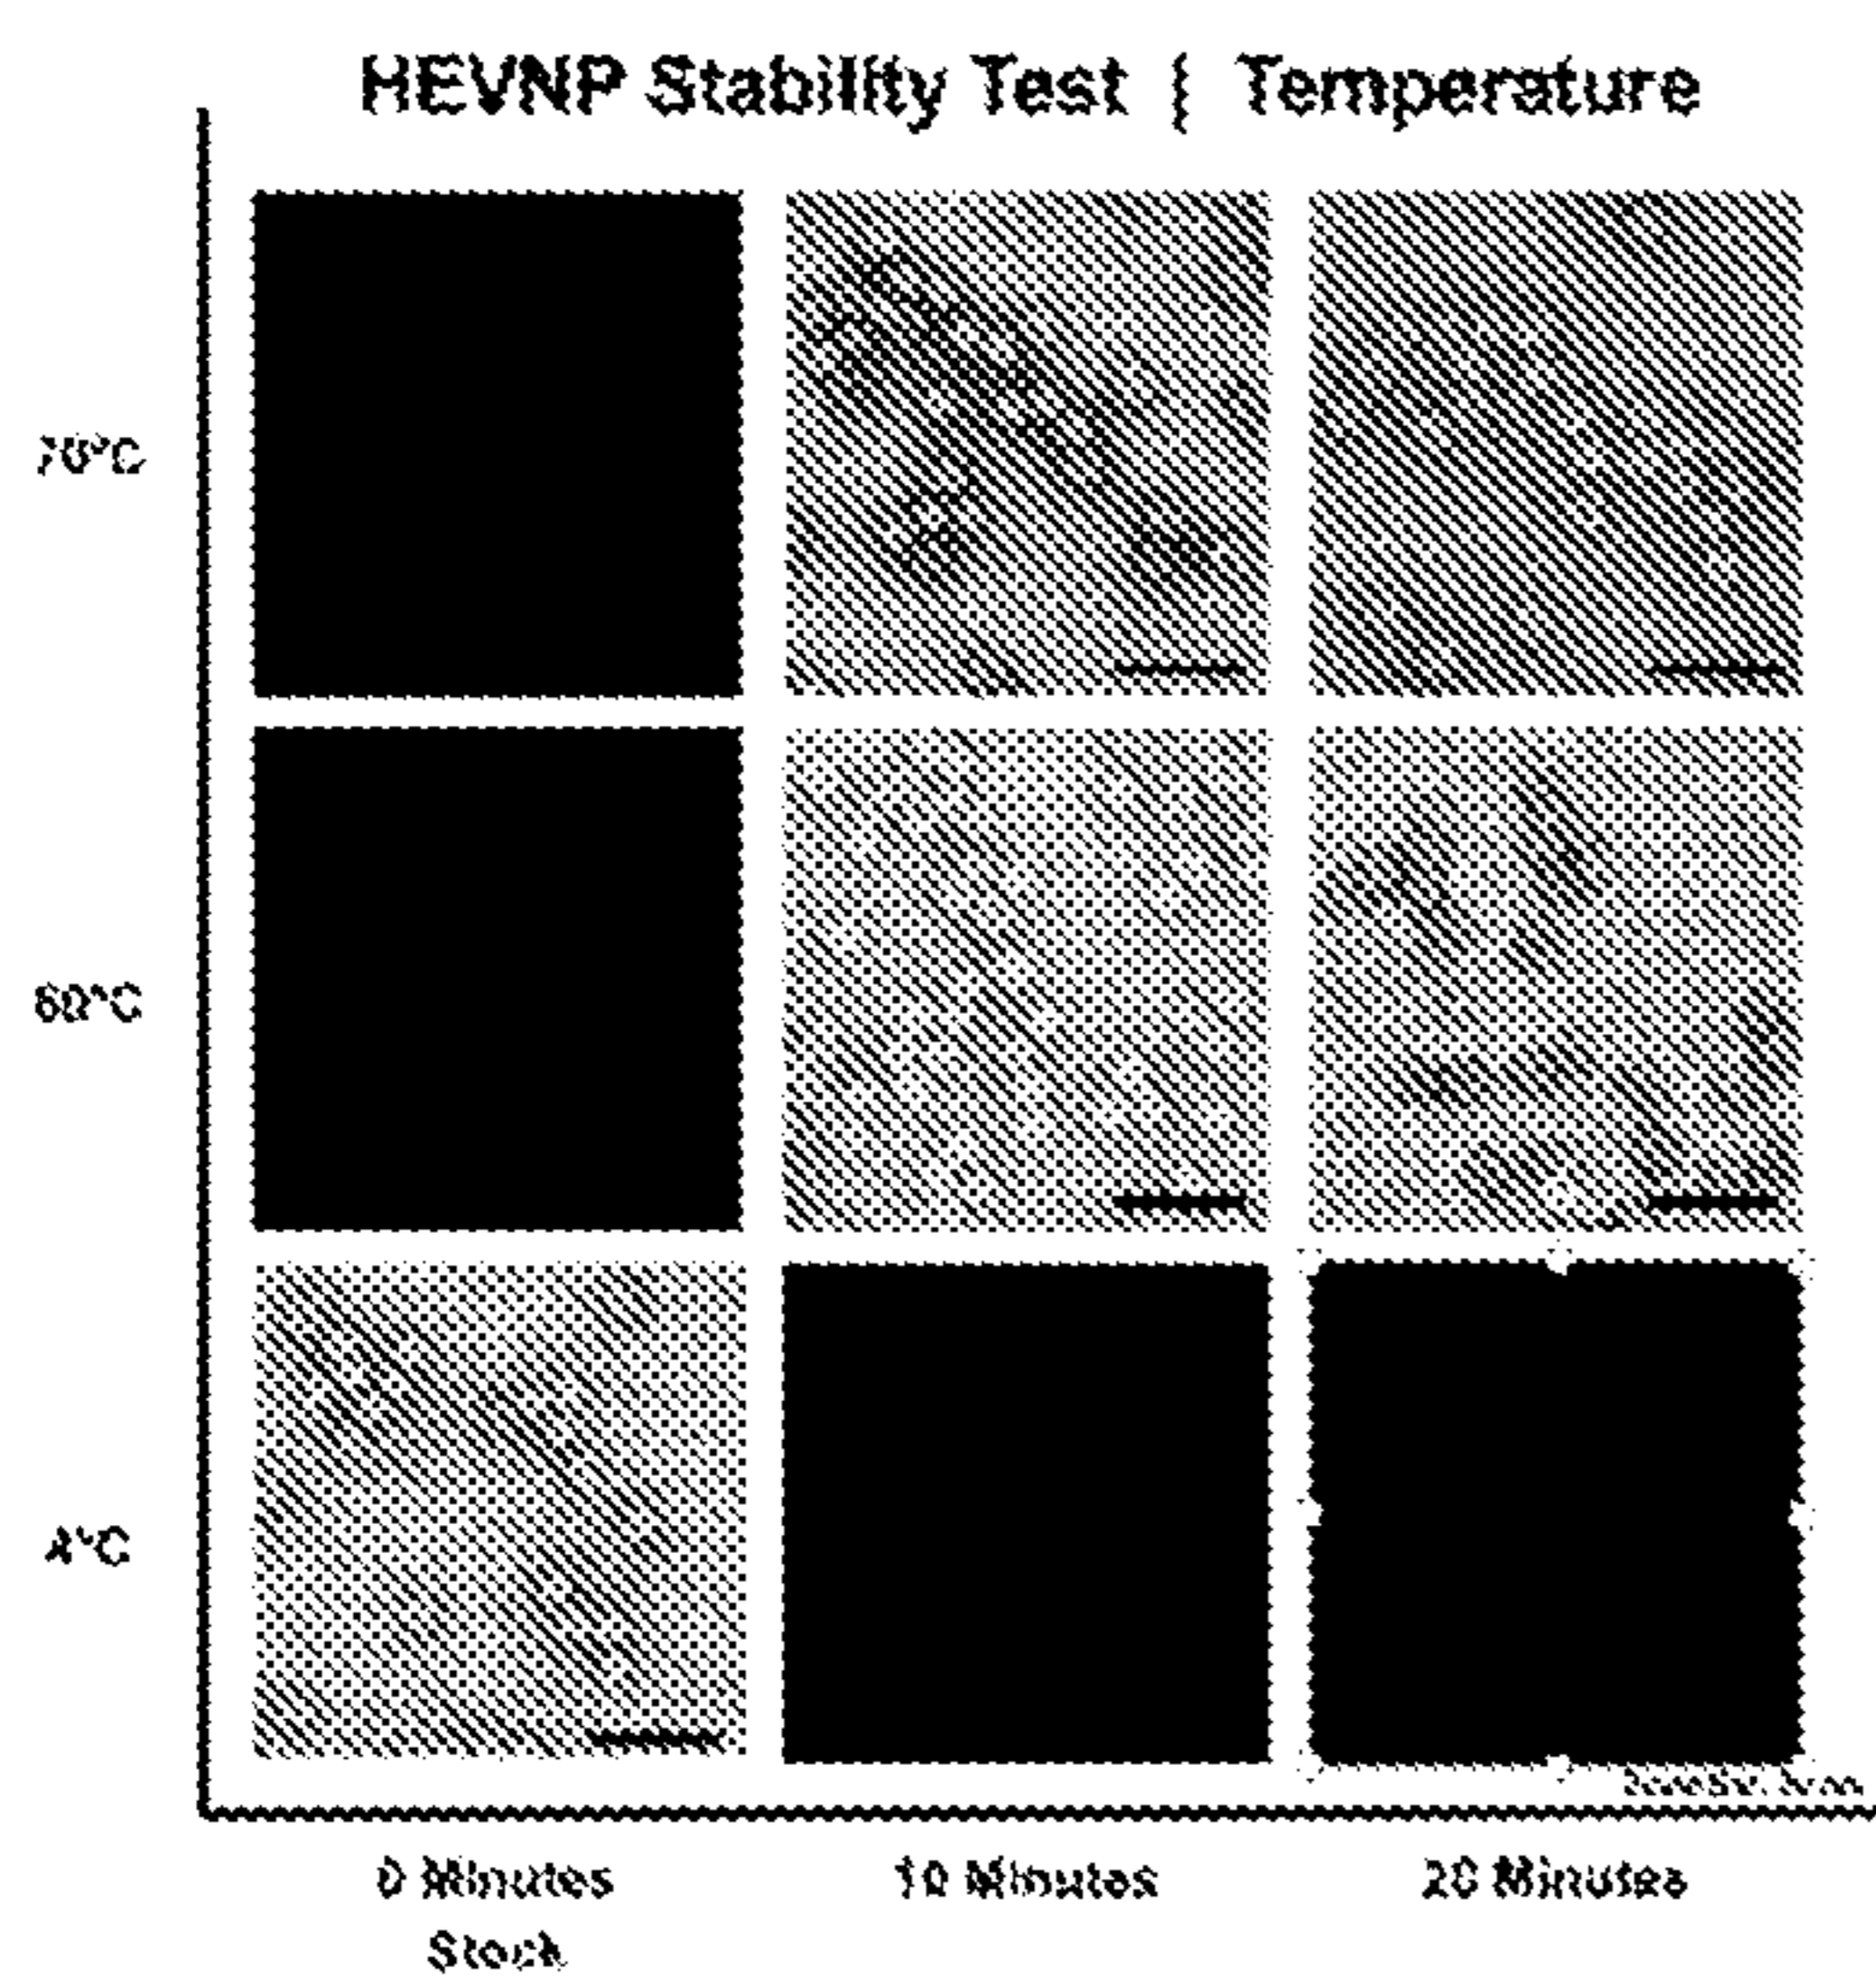 HEVNP Stability Test | Temperature
70°C
60°C
4°C
0 Minutes
10 Minutes
20 Minutes
Stock